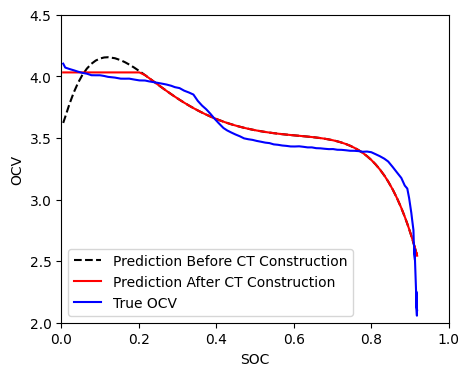 4.5
4.0
3.5
3.0
2.5
2.0
OCV
Prediction Before CT Construction
Prediction After CT Construction
True OCV
0.0 0.2 0.4 0.6 0.8 1.0
SOC